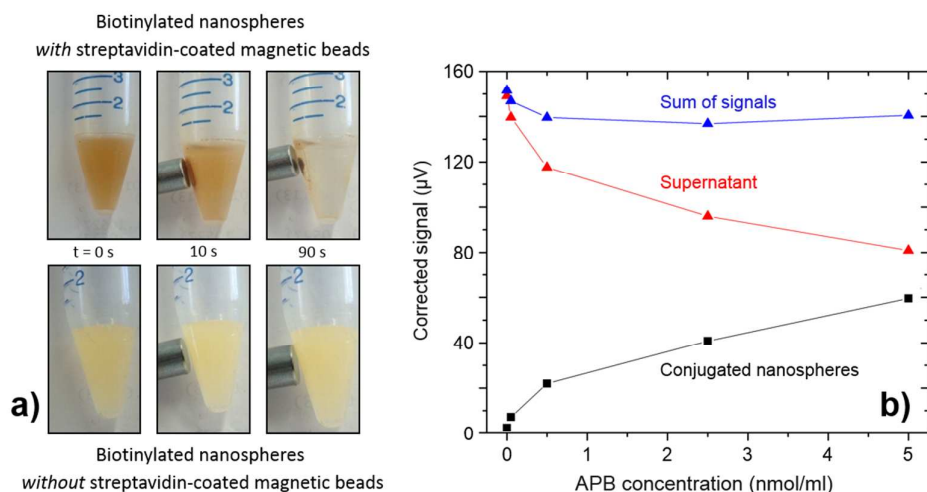 Biotinylated nanospheres
with streptavidin-coated magnetic beads
3
2
3
2
3
2
t = 0 s
10 s
90 s
2
2
2
a)
Biotinylated nanospheres
without streptavidin-coated magnetic beads
160
120
80
40
0
Corrected signal (µV)
Sum of signals
Supernatant
Conjugated nanospheres
b)
0
1
2
3
4
5
APB concentration (nmol/ml)